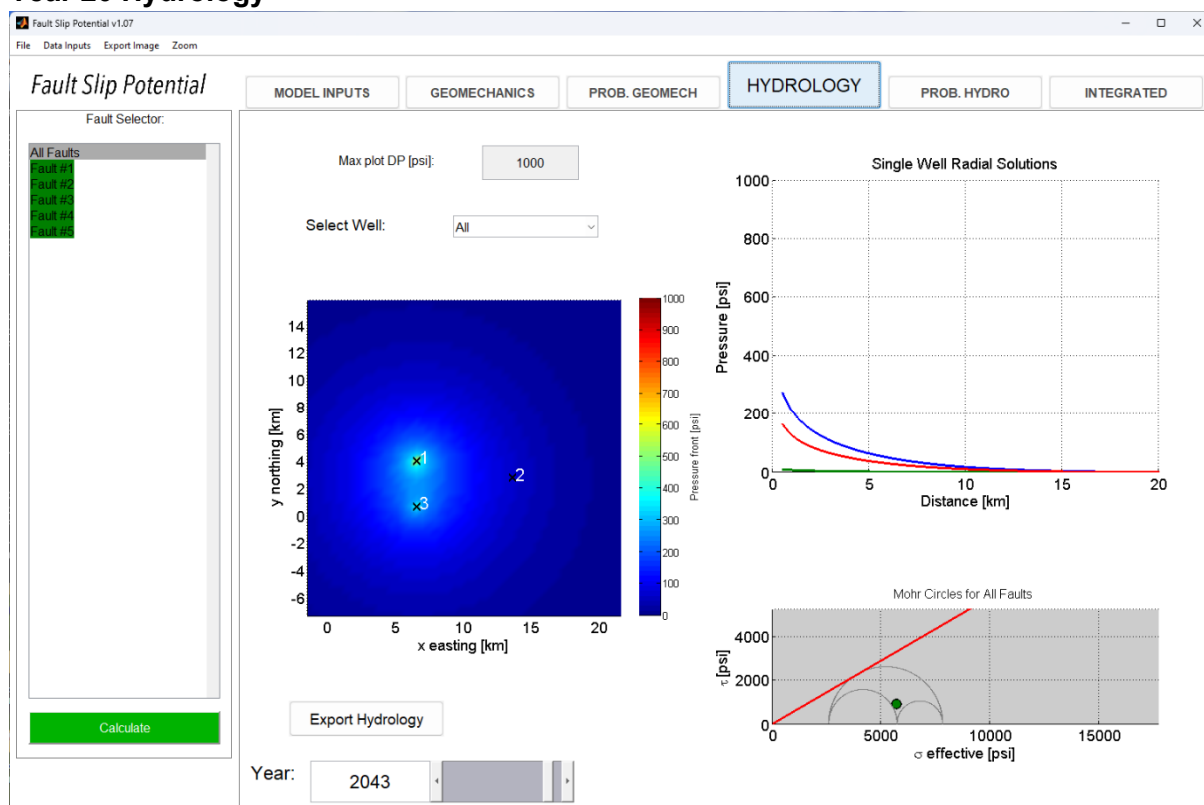 Year 20 Hydrology
Fault Slip Potential v1.07
File Data Inputs Export Image Zoom
Fault Slip Potential
MODEL INPUTS GEOMECHANICS PROB. GEOMECH HYDROLOGY PROB. HYDRO INTEGRATED
Fault Selector:
All Faults
Fault #1
Fault #2
Fault #3
Fault #4
Fault #5
Calculate
Max plot DP [psi]: 1000
Select Well: All
14
12
10
8
6
4
2
0
-2
-4
-6
y northing [km]
1
2
3
0 5 10 15 20
x easting [km]
1000
900
800
700
600
500
400
300
200
100
0
Pressure front [psi]
Export Hydrology
Year: 2043
Single Well Radial Solutions
1000
800
600
400
200
0
Pressure [psi]
0 5 10 15 20
Distance [km]
Mohr Circles for All Faults
4000
2000
0
τ [psi]
0 5000 10000 15000
σ effective [psi]